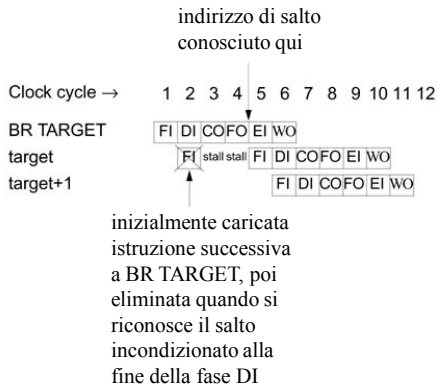 indirizzo di salto
conosciuto qui
Clock cycle → 1 2 3 4 5 6 7 8 9 10 11 12
BR TARGET FI DI CO FO EI WO
target FI stall stall FI DI CO FO EI WO
target+1 FI DI CO FO EI WO
inizialmente caricata
istruzione successiva
a BR TARGET, poi
eliminata quando si
riconosce il salto
incondizionato alla
fine della fase DI